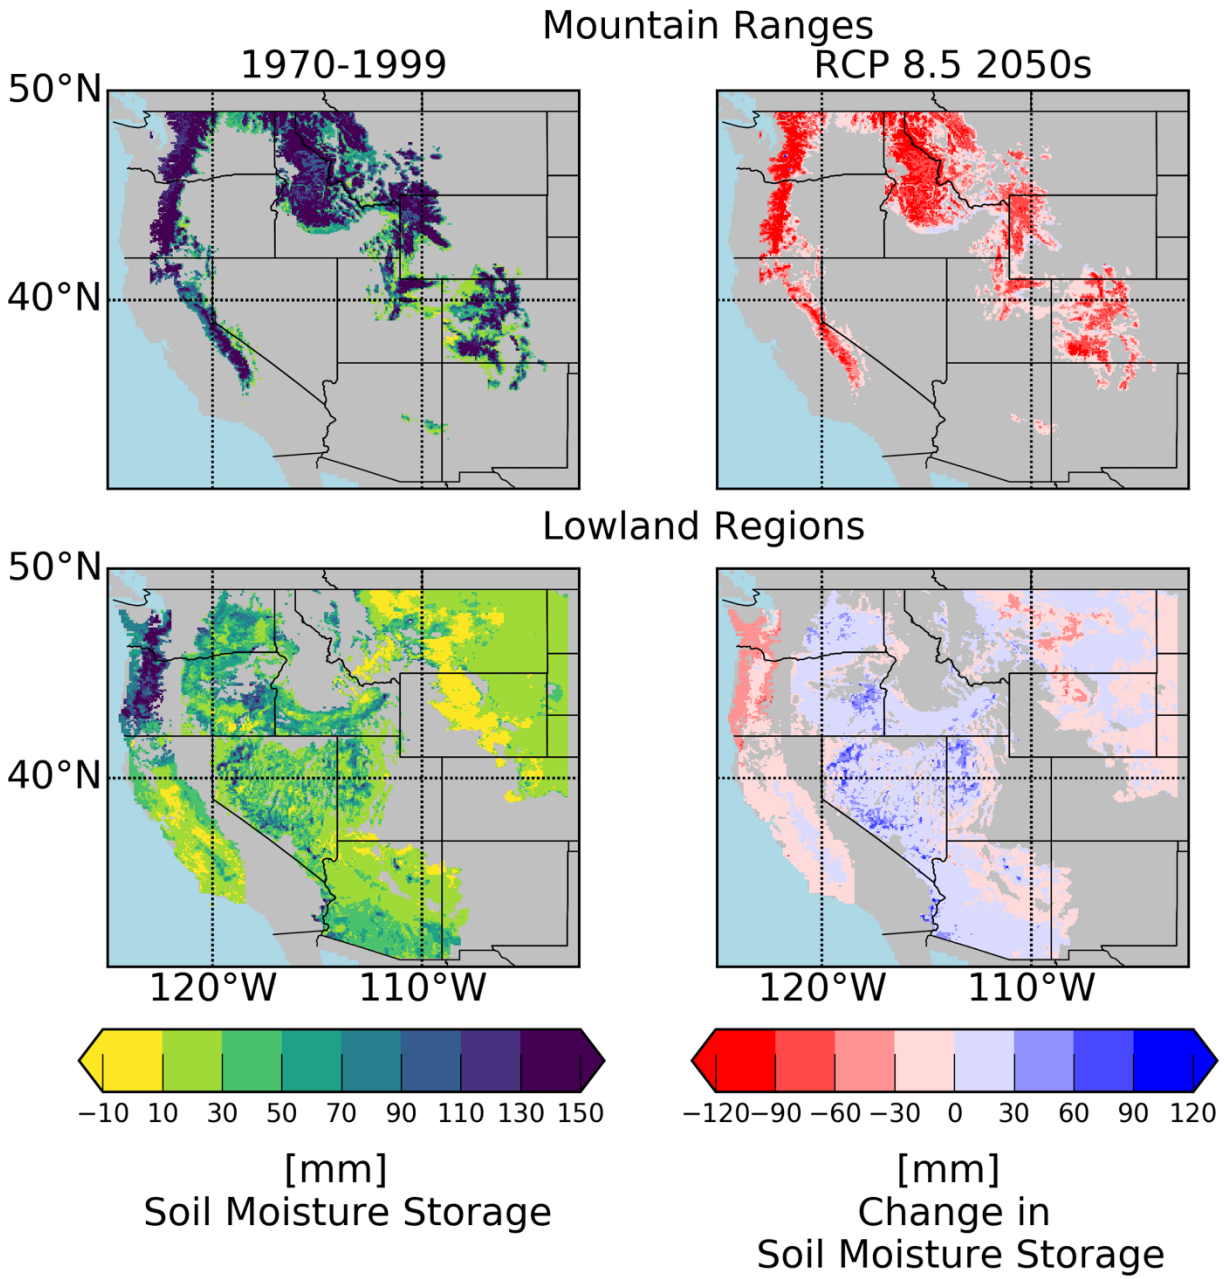 Mountain Ranges
1970-1999 RCP 8.5 2050s
50°N
40°N
Lowland Regions
50°N
40°N
120°W 110°W 120°W 110°W
−10 10 30 50 70 90 110 130 150 −120 −90 −60 −30 0 30 60 90 120
[mm] [mm]
Soil Moisture Storage Change in
Soil Moisture Storage